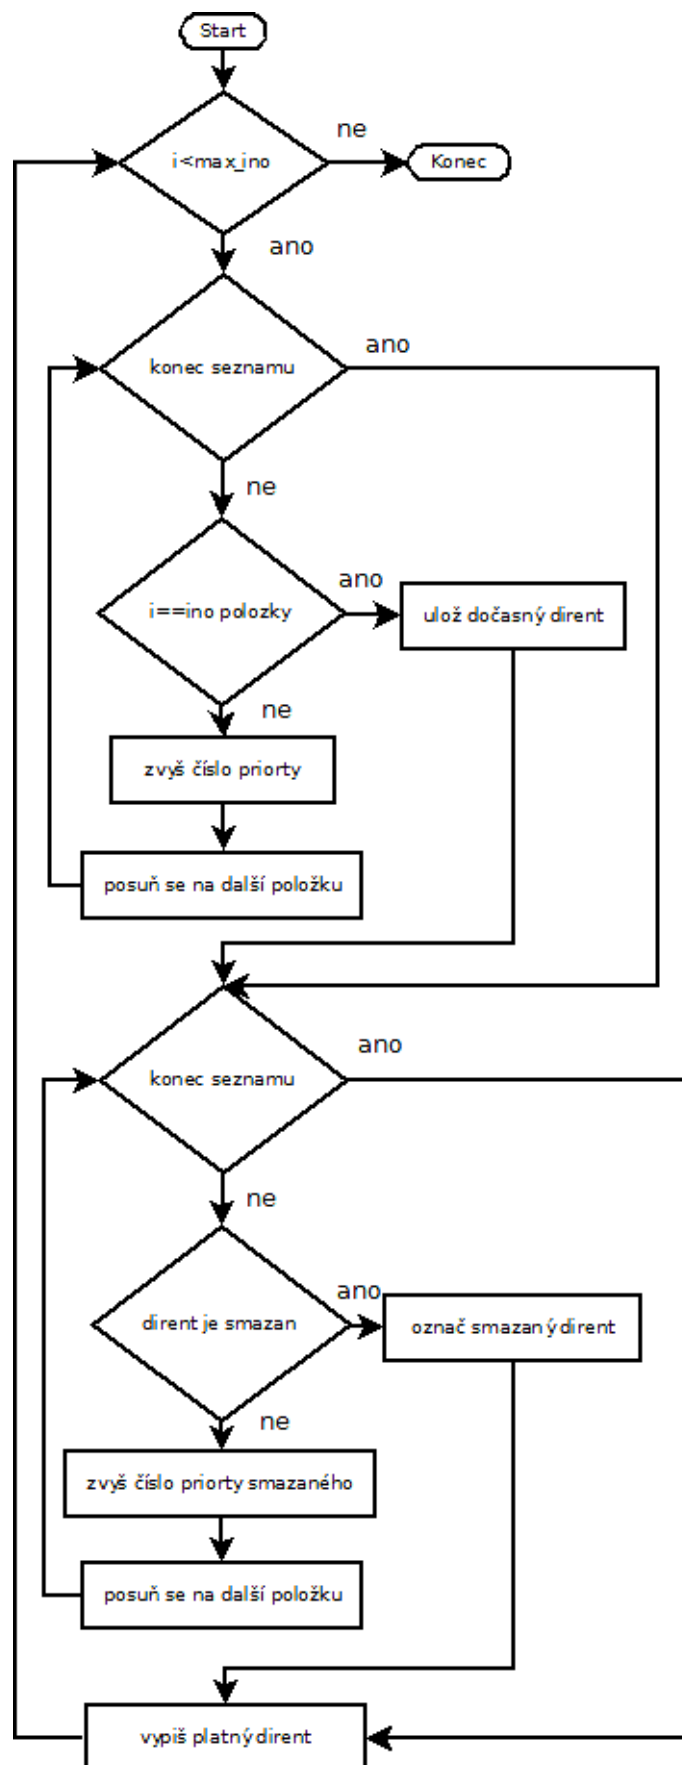 Start
ne
i<max_ino
Konec
ano
ano
konec seznamu
ne
ano
i==ino polozky
ulož dočasný dirent
ne
zvyš číslo priorty
posuň se na další položku
ano
konec seznamu
ne
ano
dirent je smazan
označ smazaný dirent
ne
zvyš číslo priorty smazaného
posuň se na další položku
vypiš platný dirent